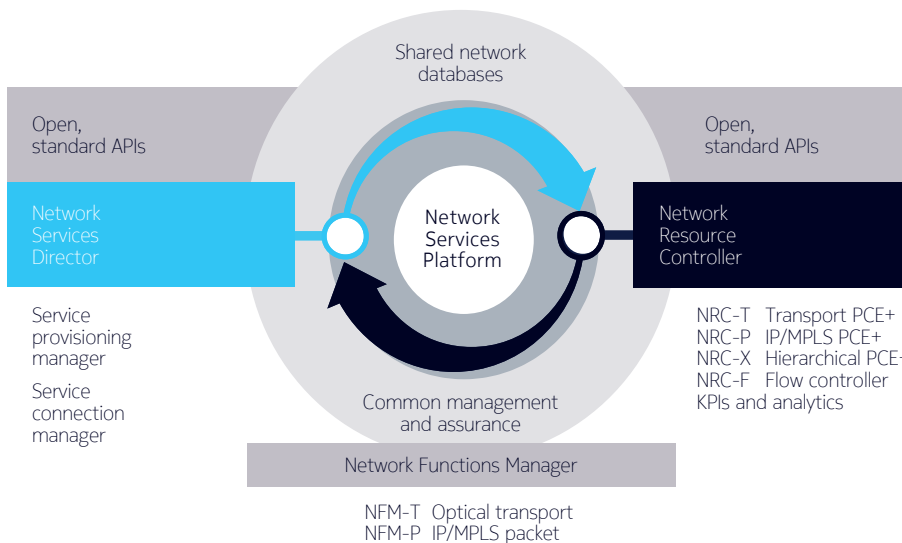 Shared network
databases
Open,
standard APIs
Open,
standard APIs
Network
Services
Director
Network
Services
Platform
Network
Resource
Controller
Service
provisioning
manager
Service
connection
manager
NRC-T Transport PCE+
NRC-P IP/MPLS PCE+
NRC-X Hierarchical PCE+
NRC-F Flow controller
KPIs and analytics
Common management
and assurance
Network Functions Manager
NFM-T Optical transport
NFM-P IP/MPLS packet